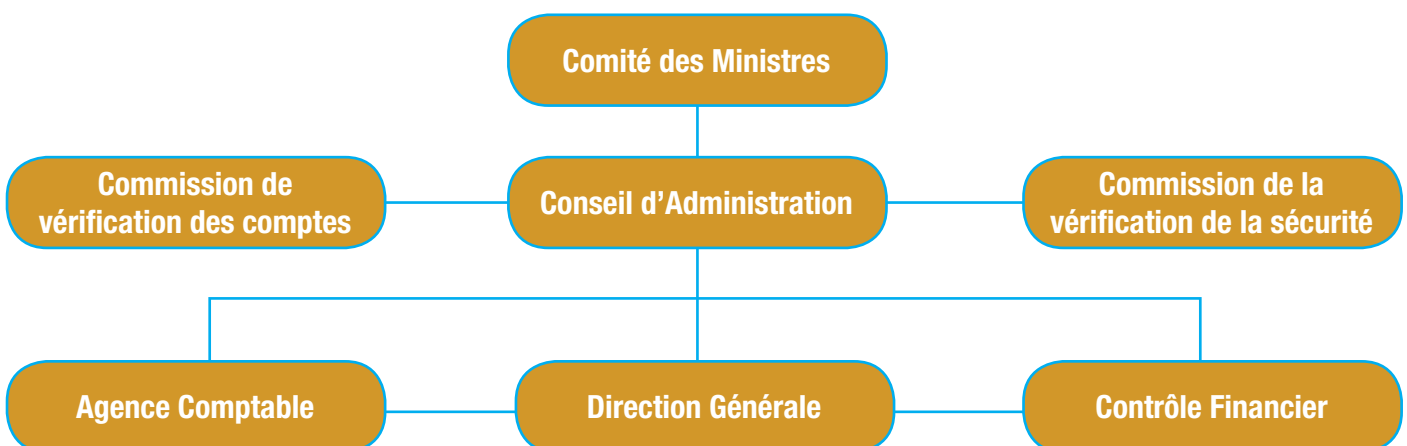 Comité des Ministres
Commission de
vérification des comptes
Conseil d’Administration
Commission de la
vérification de la sécurité
Agence Comptable
Direction Générale
Contrôle Financier